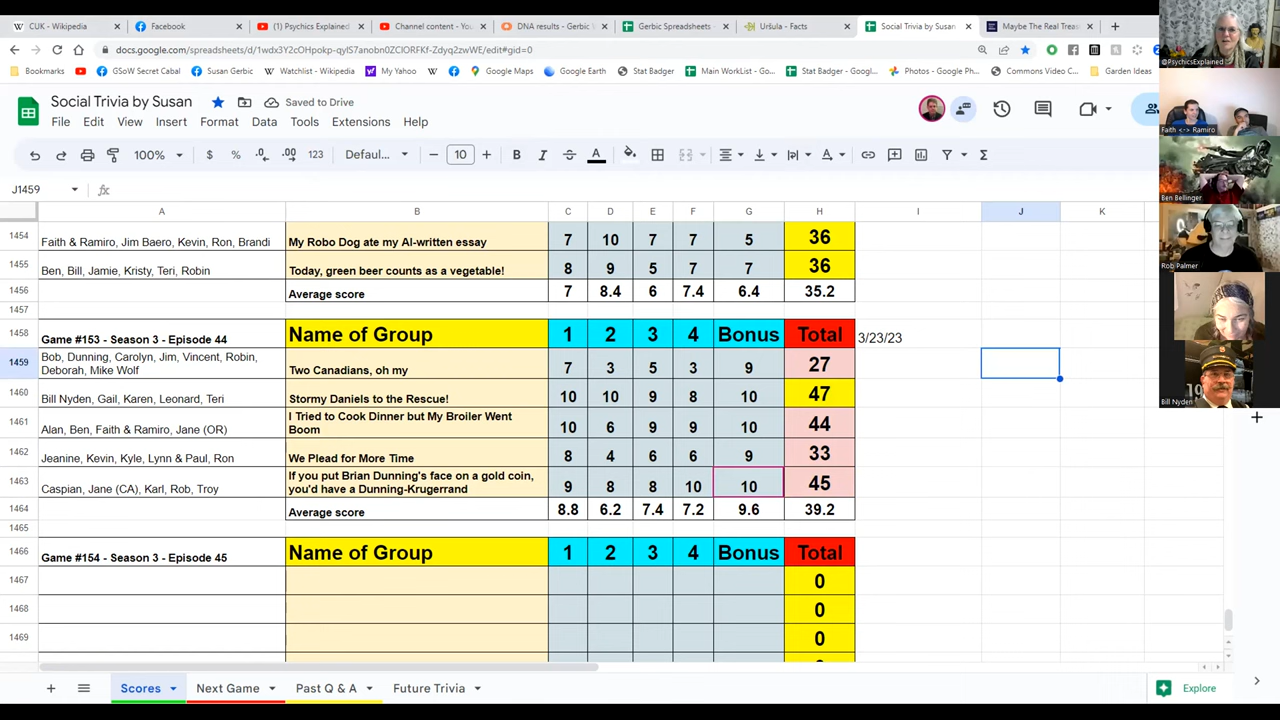 CUK - Wikipedia
Facebook
(1) Psychics Explained
Channel content - Yo
DNA results - Gerbic W
Gerbic Spreadsheets
Uršula - Facts
Social Trivia by Susan
Maybe The Real Treas
docs.google.com/spreadsheets/d/1wdx3Y2cOHpokp-qyIS7anobn0ZClORFKf-Zdyq2zwWE/edit#gid=0
Bookmarks
GSoW Secret Cabal
Susan Gerbic
Watchlist - Wikipedia
My Yahoo
Google Maps
Google Earth
Stat Badger
Main WorkList - Go...
Stat Badger - Googl...
Photos - Google Ph...
Commons Video C...
Garden Ideas
Social Trivia by Susan
Saved to Drive
File Edit View Insert Format Data Tools Extensions Help
100% $ % .0 .00 123 Defaul... 10
J1459
A B C D E F G H I J K
1454 Faith & Ramiro, Jim Baero, Kevin, Ron, Brandi My Robo Dog ate my AI-written essay 7 10 7 7 5 36
1455 Ben, Bill, Jamie, Kristy, Teri, Robin Today, green beer counts as a vegetable! 8 9 5 7 7 36
1456 Average score 7 8.4 6 7.4 6.4 35.2
1457
1458 Game #153 - Season 3 - Episode 44 Name of Group 1 2 3 4 Bonus Total 3/23/23
1459 Bob, Dunning, Carolyn, Jim, Vincent, Robin,
Deborah, Mike Wolf Two Canadians, oh my 7 3 5 3 9 27
1460 Bill Nyden, Gail, Karen, Leonard, Teri Stormy Daniels to the Rescue! 10 10 9 8 10 47
1461 Alan, Ben, Faith & Ramiro, Jane (OR) I Tried to Cook Dinner but My Broiler Went
Boom 10 6 9 9 10 44
1462 Jeanine, Kevin, Kyle, Lynn & Paul, Ron We Plead for More Time 8 4 6 6 9 33
1463 Caspian, Jane (CA), Karl, Rob, Troy If you put Brian Dunning's face on a gold coin,
you'd have a Dunning-Krugerrand 9 8 8 10 10 45
1464 Average score 8.8 6.2 7.4 7.2 9.6 39.2
1465
1466 Game #154 - Season 3 - Episode 45 Name of Group 1 2 3 4 Bonus Total
1467 0
1468 0
1469 0
Scores
Next Game
Past Q & A
Future Trivia
Explore
@PsychicsExplained
Faith <-> Ramiro
Ben Bellinger
Rob Palmer
Bill Nyden